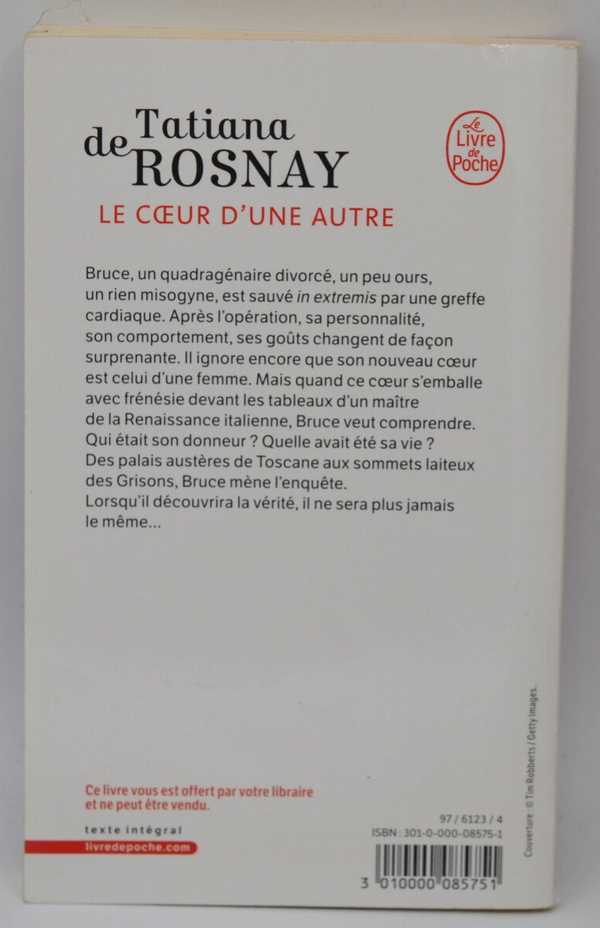 Tatiana
de ROSNAY
Le
Livre
de
Poche
LE CŒUR D'UNE AUTRE
Bruce, un quadragénaire divorcé, un peu ours,
un rien misogyne, est sauvé in extremis par une greffe
cardiaque. Après l'opération, sa personnalité,
son comportement, ses goûts changent de façon
surprenante. Il ignore encore que son nouveau cœur
est celui d'une femme. Mais quand ce cœur s'emballe
avec frénésie devant les tableaux d'un maître
de la Renaissance italienne, Bruce veut comprendre.
Qui était son donneur ? Quelle avait été sa vie ?
Des palais austères de Toscane aux sommets laiteux
des Grisons, Bruce mène l'enquête.
Lorsqu'il découvrira la vérité, il ne sera plus jamais
le même...
Ce livre vous est offert par votre libraire
et ne peut être vendu.
texte intégral
livredepoche.com
97 / 6123 / 4
ISBN : 301-0-000-08575-1
3 010000 085751
Couverture : © Tim Robberts / Getty Images.